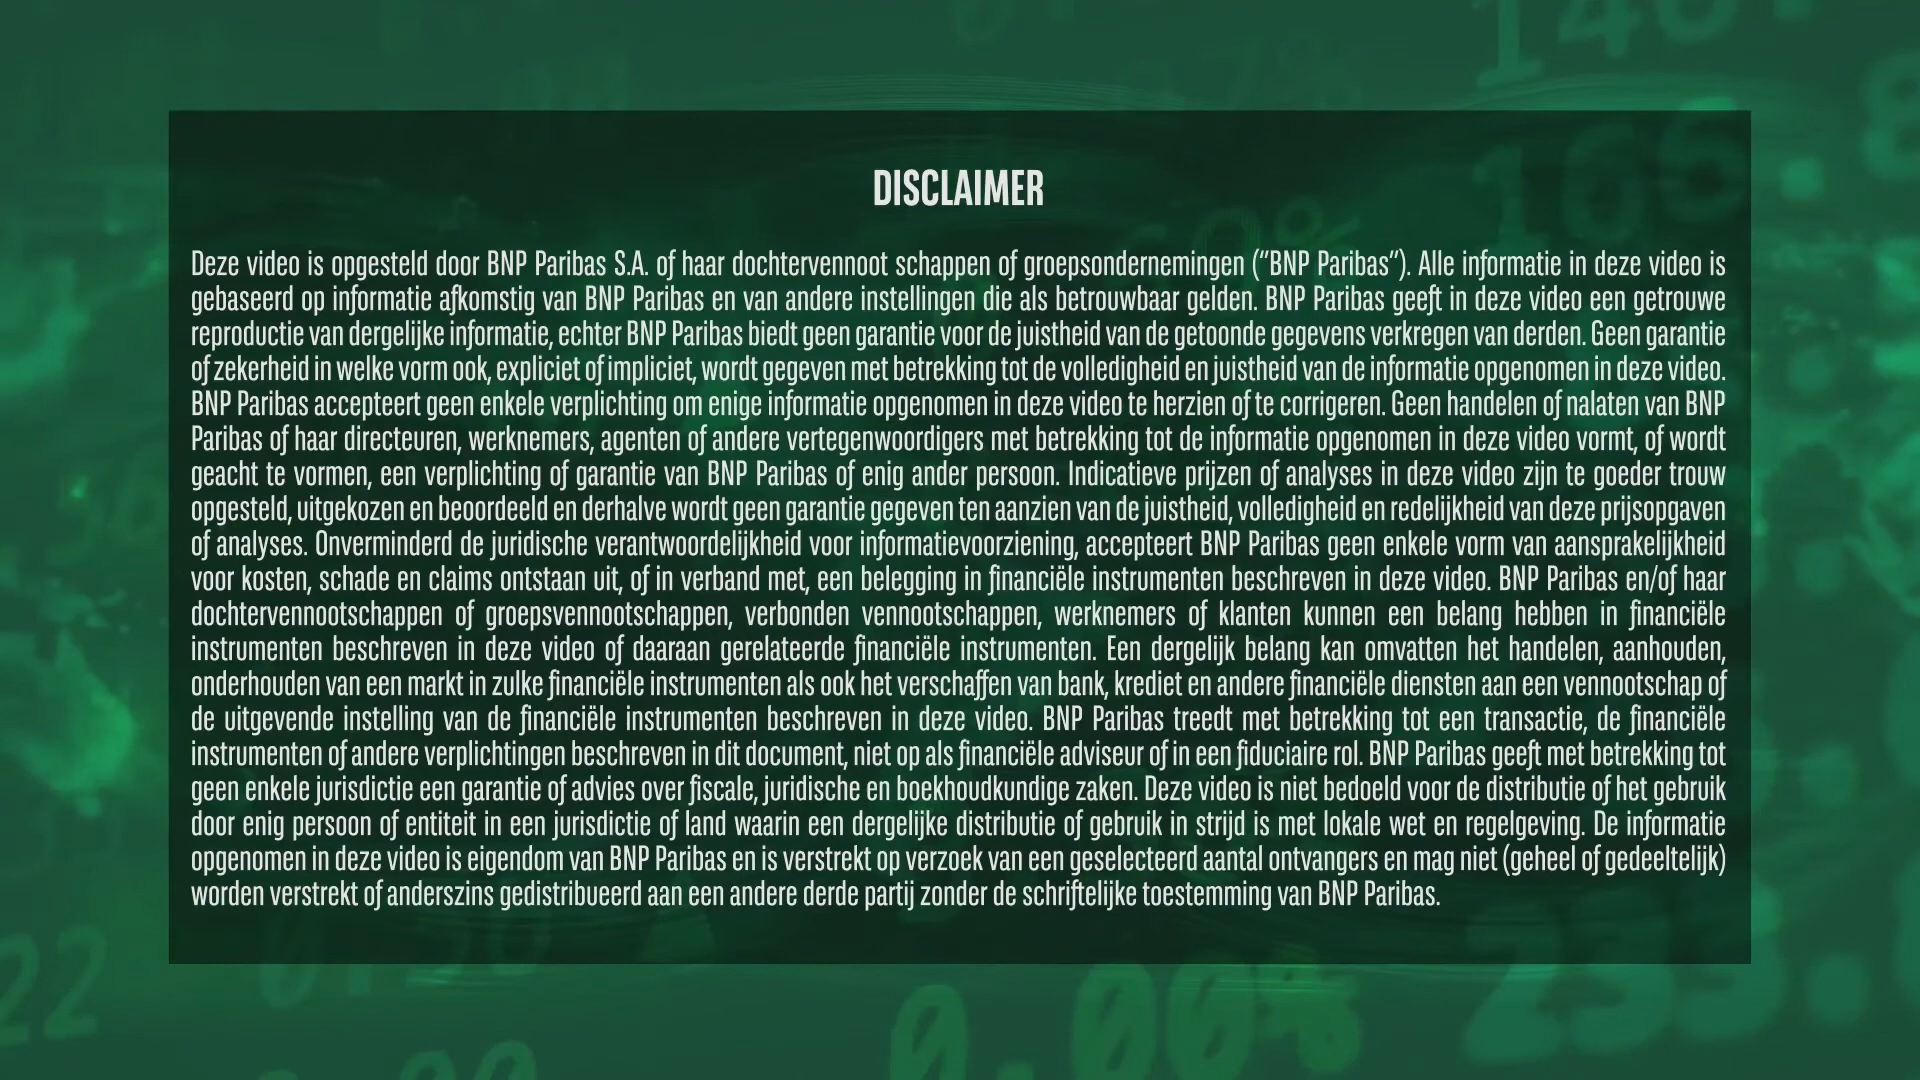 DISCLAIMER
Deze video is opgesteld door BNP Paribas S.A. of haar dochtervennoot schappen of groepsondernemingen (“BNP Paribas”). Alle informatie in deze video is
gebaseerd op informatie afkomstig van BNP Paribas en van andere instellingen die als betrouwbaar gelden. BNP Paribas geeft in deze video een getrouwe
reproductie van dergelijke informatie, echter BNP Paribas biedt geen garantie voor de juistheid van de getoonde gegevens verkregen van derden. Geen garantie
of zekerheid in welke vorm ook, expliciet of impliciet, wordt gegeven met betrekking tot de volledigheid en juistheid van de informatie opgenomen in deze video.
BNP Paribas accepteert geen enkele verplichting om enige informatie opgenomen in deze video te herzien of te corrigeren. Geen handelen of nalaten van BNP
Paribas of haar directeuren, werknemers, agenten of andere vertegenwoordigers met betrekking tot de informatie opgenomen in deze video vormt, of wordt
geacht te vormen, een verplichting of garantie van BNP Paribas of enig ander persoon. Indicatieve prijzen of analyses in deze video zijn te goeder trouw
opgesteld, uitgekozen en beoordeeld en derhalve wordt geen garantie gegeven ten aanzien van de juistheid, volledigheid en redelijkheid van deze prijsopgaven
of analyses. Onverminderd de juridische verantwoordelijkheid voor informatievoorziening, accepteert BNP Paribas geen enkele vorm van aansprakelijkheid
voor kosten, schade en claims ontstaan uit, of in verband met, een belegging in financiële instrumenten beschreven in deze video. BNP Paribas en/of haar
dochtervennootschappen of groepsvennootschappen, verbonden vennootschappen, werknemers of klanten kunnen een belang hebben in financiële
instrumenten beschreven in deze video of daaraan gerelateerde financiële instrumenten. Een dergelijk belang kan omvatten het handelen, aanhouden,
onderhouden van een markt in zulke financiële instrumenten als ook het verschaffen van bank, krediet en andere financiële diensten aan een vennootschap of
de uitgevende instelling van de financiële instrumenten beschreven in deze video. BNP Paribas treedt met betrekking tot een transactie, de financiële
instrumenten of andere verplichtingen beschreven in dit document, niet op als financiële adviseur of in een fiduciaire rol. BNP Paribas geeft met betrekking tot
geen enkele jurisdictie een garantie of advies over fiscale, juridische en boekhoudkundige zaken. Deze video is niet bedoeld voor de distributie of het gebruik
door enig persoon of entiteit in een jurisdictie of land waarin een dergelijke distributie of gebruik in strijd is met lokale wet en regelgeving. De informatie
opgenomen in deze video is eigendom van BNP Paribas en is verstrekt op verzoek van een geselecteerd aantal ontvangers en mag niet (geheel of gedeeltelijk)
worden verstrekt of anderszins gedistribueerd aan een andere derde partij zonder de schriftelijke toestemming van BNP Paribas.
22
0.00%